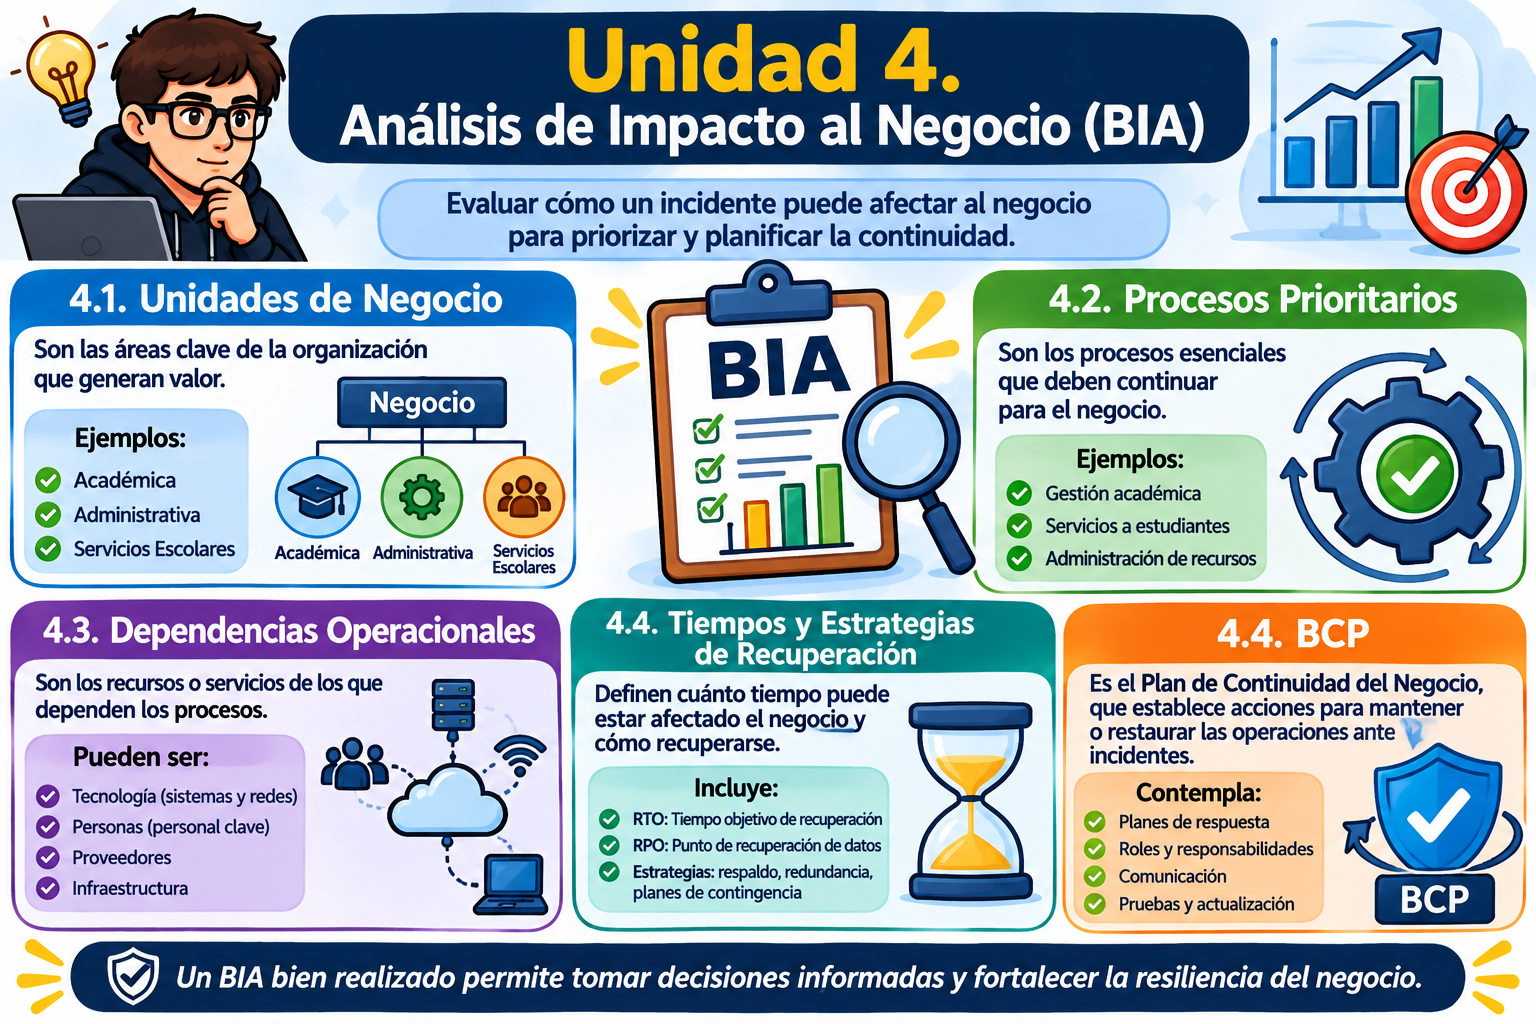 Unidad 4.
Análisis de Impacto al Negocio (BIA)
Evaluar cómo un incidente puede afectar al negocio
para priorizar y planificar la continuidad.
4.1. Unidades de Negocio
Son las áreas clave de la organización
que generan valor.
Ejemplos:
Académica
Administrativa
Servicios Escolares
Negocio
Académica
Administrativa
Servicios
Escolares
BIA
4.2. Procesos Prioritarios
Son los procesos esenciales
que deben continuar
para el negocio.
Ejemplos:
Gestión académica
Servicios a estudiantes
Administración de recursos
4.3. Dependencias Operacionales
Son los recursos o servicios de los que
dependen los procesos.
Pueden ser:
Tecnología (sistemas y redes)
Personas (personal clave)
Proveedores
Infraestructura
4.4. Tiempos y Estrategias
de Recuperación
Definen cuánto tiempo puede
estar afectado el negocio y
cómo recuperarse.
Incluye:
RTO: Tiempo objetivo de recuperación
RPO: Punto de recuperación de datos
Estrategias: respaldo, redundancia,
planes de contingencia
4.4. BCP
Es el Plan de Continuidad del Negocio,
que establece acciones para mantener
o restaurar las operaciones ante
incidentes.
Contempla:
Planes de respuesta
Roles y responsabilidades
Comunicación
Pruebas y actualización
BCP
Un BIA bien realizado permite tomar decisiones informadas y fortalecer la resiliencia del negocio.